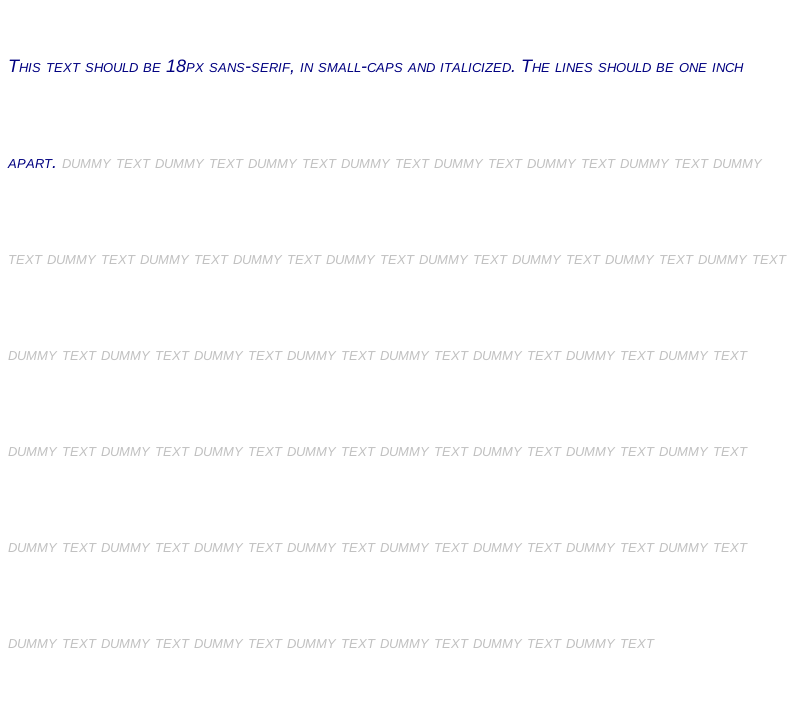 This text should be 18px sans-serif, in small-caps and italicized. The lines should be one inch
apart. dummy text dummy text dummy text dummy text dummy text dummy text dummy text dummy
text dummy text dummy text dummy text dummy text dummy text dummy text dummy text dummy text
dummy text dummy text dummy text dummy text dummy text dummy text dummy text dummy text
dummy text dummy text dummy text dummy text dummy text dummy text dummy text dummy text
dummy text dummy text dummy text dummy text dummy text dummy text dummy text dummy text
dummy text dummy text dummy text dummy text dummy text dummy text dummy text